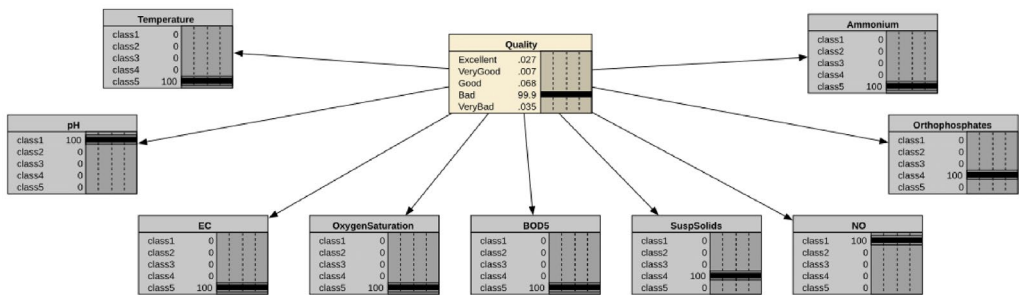 Temperature
class1 0
class2 0
class3 0
class4 0
class5 100
Quality
Excellent .027
VeryGood .007
Good .068
Bad 99.9
VeryBad .035
Ammonium
class1 0
class2 0
class3 0
class4 0
class5 100
pH
class1 100
class2 0
class3 0
class4 0
class5 0
Orthophosphates
class1 0
class2 0
class3 0
class4 100
class5 0
EC
class1 0
class2 0
class3 0
class4 0
class5 100
OxygenSaturation
class1 0
class2 0
class3 0
class4 0
class5 100
BOD5
class1 0
class2 0
class3 0
class4 0
class5 100
SuspSolids
class1 0
class2 0
class3 0
class4 100
class5 0
NO
class1 100
class2 0
class3 0
class4 0
class5 0